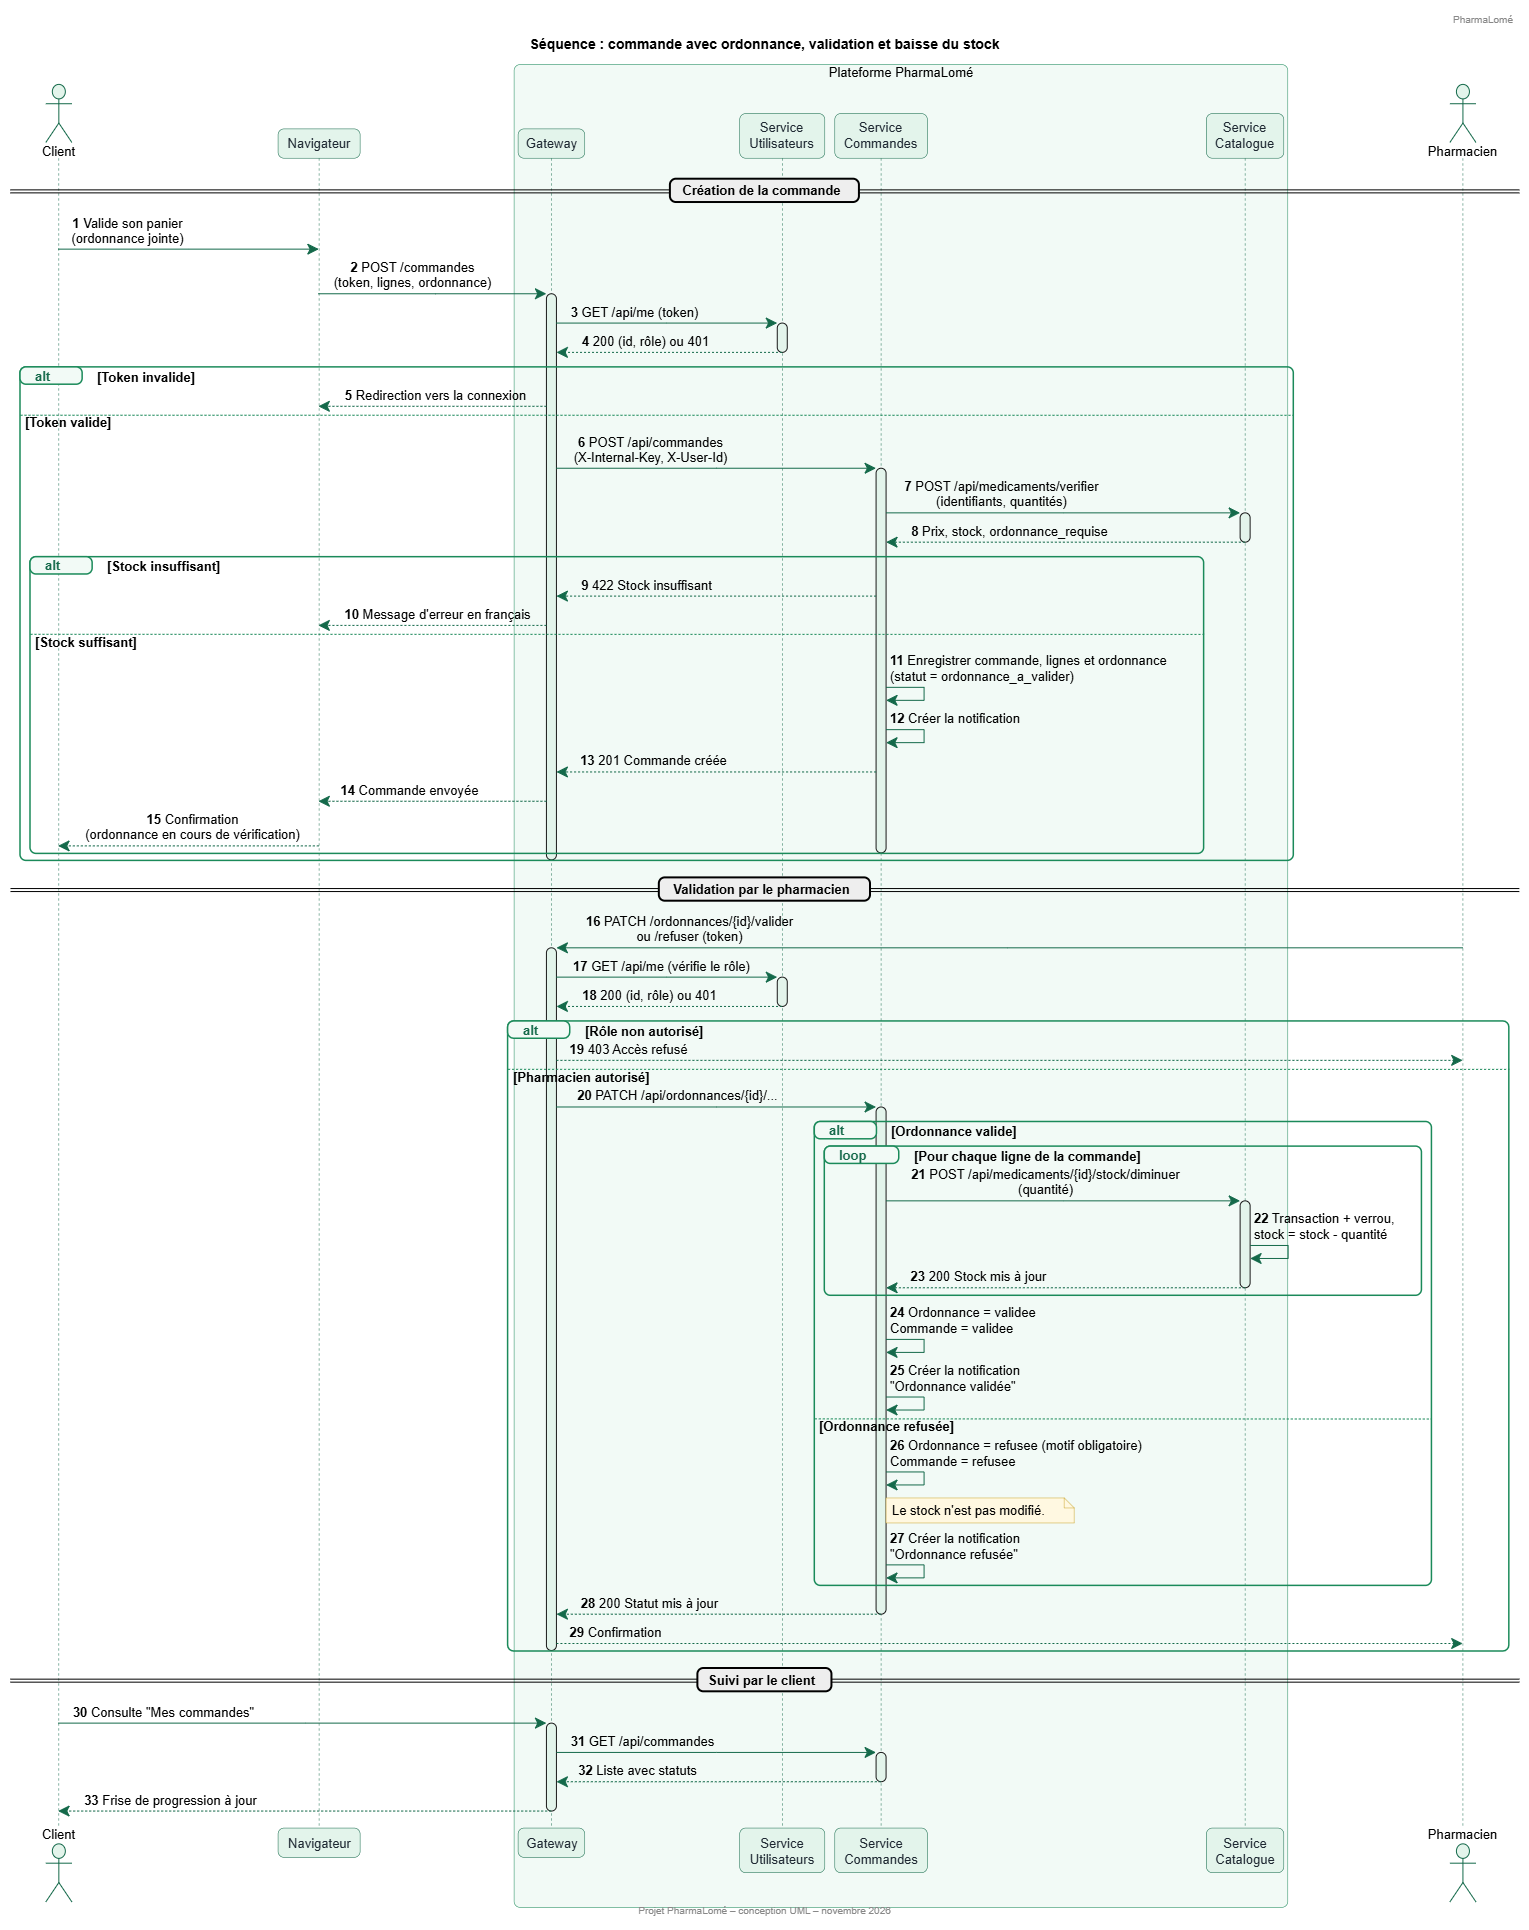 PharmaLomé
Séquence : commande avec ordonnance, validation et baisse du stock
Plateforme PharmaLomé
Client
Navigateur
Gateway
Service
Utilisateurs
Service
Commandes
Service
Catalogue
Pharmacien
Création de la commande
1 Valide son panier
(ordonnance jointe)
2 POST /commandes
(token, lignes, ordonnance)
3 GET /api/me (token)
4 200 (id, rôle) ou 401
alt [Token invalide]
5 Redirection vers la connexion
[Token valide]
6 POST /api/commandes
(X-Internal-Key, X-User-Id)
7 POST /api/medicaments/verifier
(identifiants, quantités)
8 Prix, stock, ordonnance_requise
alt [Stock insuffisant]
9 422 Stock insuffisant
10 Message d'erreur en français
[Stock suffisant]
11 Enregistrer commande, lignes et ordonnance
(statut = ordonnance_a_valider)
12 Créer la notification
13 201 Commande créée
14 Commande envoyée
15 Confirmation
(ordonnance en cours de vérification)
Validation par le pharmacien
16 PATCH /ordonnances/{id}/valider
ou /refuser (token)
17 GET /api/me (vérifie le rôle)
18 200 (id, rôle) ou 401
alt [Rôle non autorisé]
19 403 Accès refusé
[Pharmacien autorisé]
20 PATCH /api/ordonnances/{id}/...
alt [Ordonnance valide]
loop [Pour chaque ligne de la commande]
21 POST /api/medicaments/{id}/stock/diminuer
(quantité)
22 Transaction + verrou,
stock = stock - quantité
23 200 Stock mis à jour
24 Ordonnance = validee
Commande = validee
25 Créer la notification
"Ordonnance validée"
[Ordonnance refusée]
26 Ordonnance = refusee (motif obligatoire)
Commande = refusee
Le stock n'est pas modifié.
27 Créer la notification
"Ordonnance refusée"
28 200 Statut mis à jour
29 Confirmation
Suivi par le client
30 Consulte "Mes commandes"
31 GET /api/commandes
32 Liste avec statuts
33 Frise de progression à jour
Client
Navigateur
Gateway
Service
Utilisateurs
Service
Commandes
Service
Catalogue
Pharmacien
Projet PharmaLomé – conception UML – novembre 2026